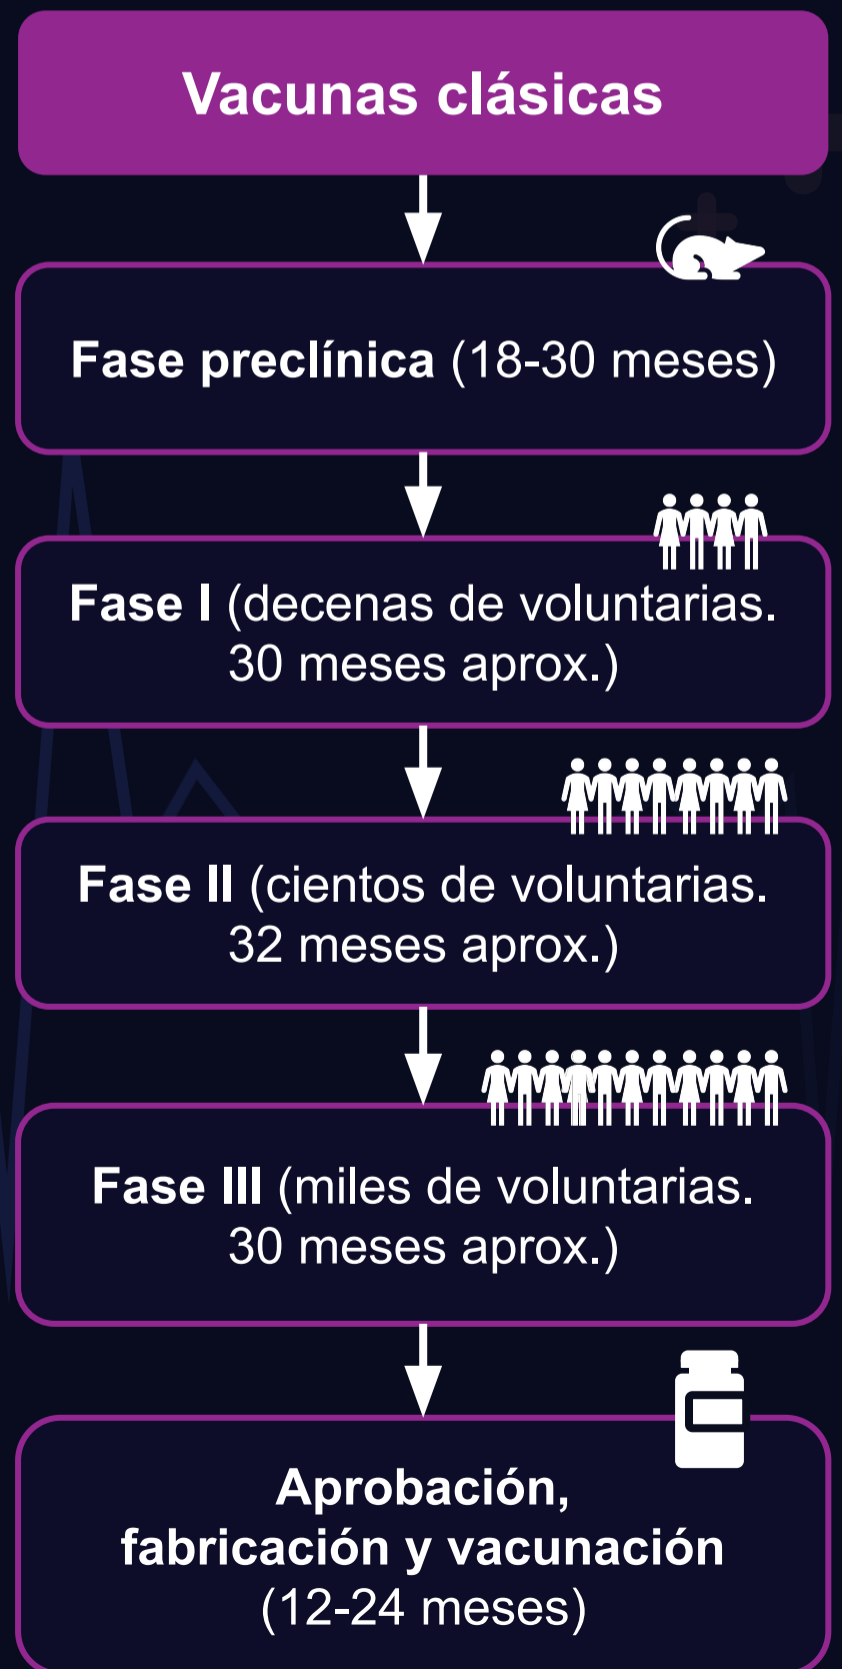 Vacunas clásicas
Fase preclínica (18-30 meses)
Fase I (decenas de voluntarias.
30 meses aprox.)
Fase II (cientos de voluntarias.
32 meses aprox.)
Fase III (miles de voluntarias.
30 meses aprox.)
Aprobación,
fabricación y vacunación
(12-24 meses)